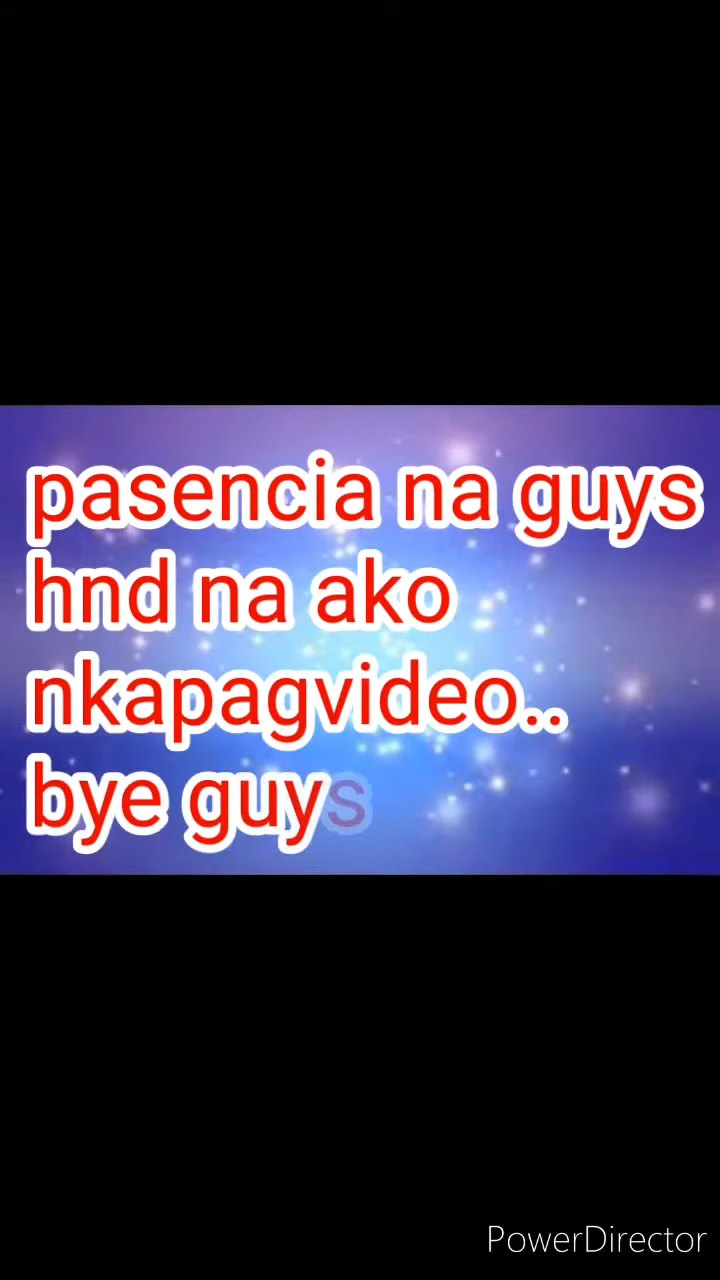 pasencia na guys
hnd na ako
nkapagvideo..
bye guys
PowerDirector